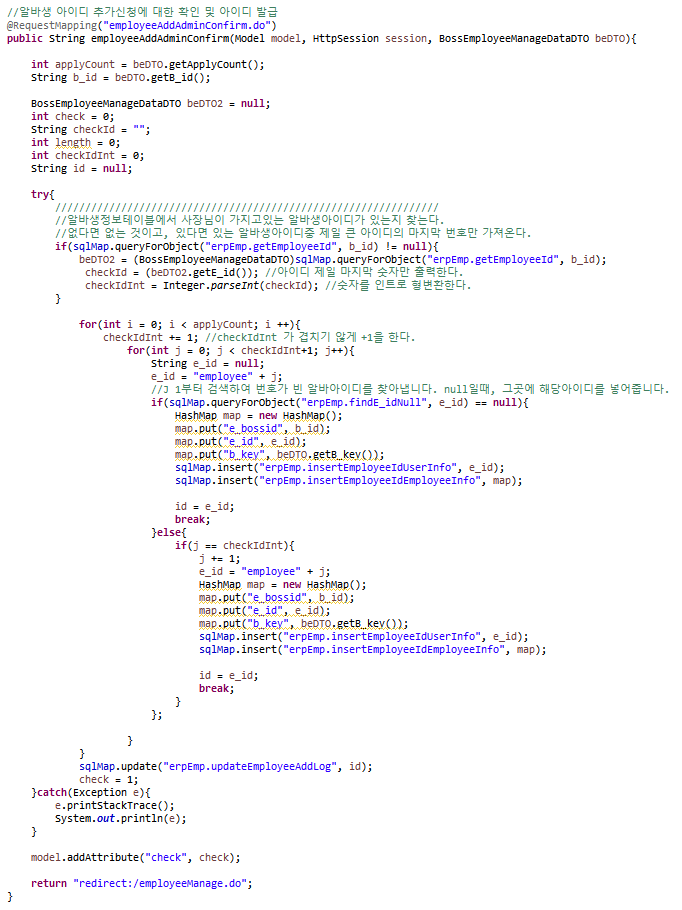 //알바생 아이디 추가신청에 대한 확인 및 아이디 발급
@RequestMapping("employeeAddAdminConfirm.do")
public String employeeAddAdminConfirm(Model model, HttpSession session, BossEmployeeManageDataDTO beDTO){
int applyCount = beDTO.getApplyCount();
String b_id = beDTO.getB_id();
BossEmployeeManageDataDTO beDTO2 = null;
int check = 0;
String checkId = "";
int length = 0;
int checkIdInt = 0;
String id = null;
try{
////////////////////////////////////////////////////////////////
//알바생정보테이블에서 사장님이 가지고있는 알바생아이디가 있는지 찾는다.
//없다면 없는 것이고, 있다면 있는 알바생아이디중 제일 큰 아이디의 마지막 번호만 가져온다.
if(sqlMap.queryForObject("erpEmp.getEmployeeId", b_id) != null){
beDTO2 = (BossEmployeeManageDataDTO)sqlMap.queryForObject("erpEmp.getEmployeeId", b_id);
checkId = (beDTO2.getE_id()); //아이디 제일 마지막 숫자만 출력한다.
checkIdInt = Integer.parseInt(checkId); //숫자를 인트로 형변환한다.
}
for(int i = 0; i < applyCount; i ++){
checkIdInt += 1; //checkIdInt 가 겹치기 않게 +1을 한다.
for(int j = 0; j < checkIdInt+1; j++){
String e_id = null;
e_id = "employee" + j;
//J 1부터 검색하여 번호가 빈 알바아이디를 찾아냅니다. null일때, 그곳에 해당아이디를 넣어줍니다.
if(sqlMap.queryForObject("erpEmp.findE_idNull", e_id) == null){
HashMap map = new HashMap();
map.put("e_bossid", b_id);
map.put("e_id", e_id);
map.put("b_key", beDTO.getB_key());
sqlMap.insert("erpEmp.insertEmployeeIdUserInfo", e_id);
sqlMap.insert("erpEmp.insertEmployeeIdEmployeeInfo", map);
id = e_id;
break;
}else{
if(j == checkIdInt){
j += 1;
e_id = "employee" + j;
HashMap map = new HashMap();
map.put("e_bossid", b_id);
map.put("e_id", e_id);
map.put("b_key", beDTO.getB_key());
sqlMap.insert("erpEmp.insertEmployeeIdUserInfo", e_id);
sqlMap.insert("erpEmp.insertEmployeeIdEmployeeInfo", map);
id = e_id;
break;
}
};
}
}
sqlMap.update("erpEmp.updateEmployeeAddLog", id);
check = 1;
}catch(Exception e){
e.printStackTrace();
System.out.println(e);
}
model.addAttribute("check", check);
return "redirect:/employeeManage.do";
}